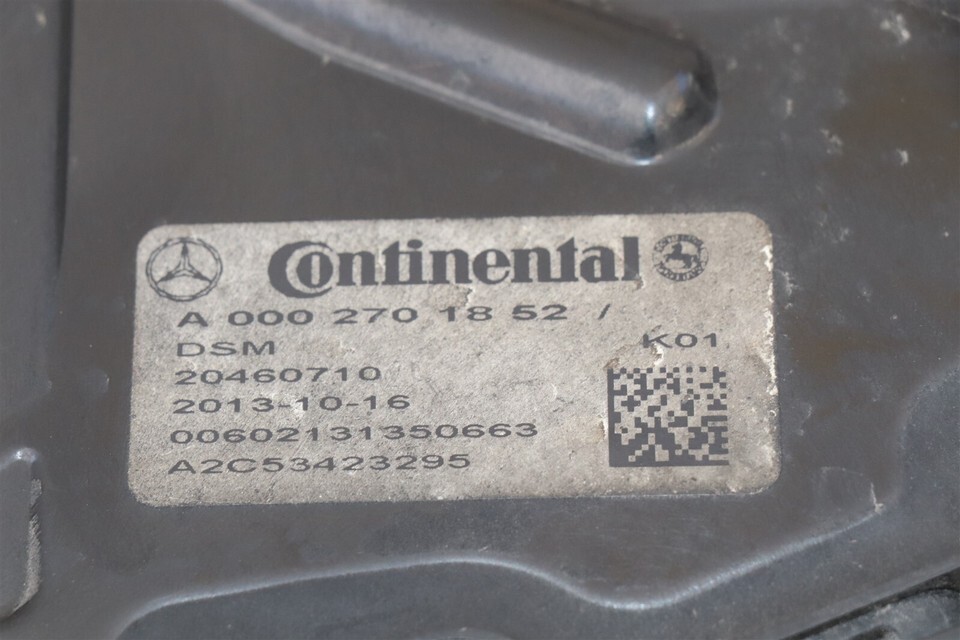 Continental
A 000 270 18 52 /
DSM
K01
20460710
2013-10-16
00602131350663
A2C53423295